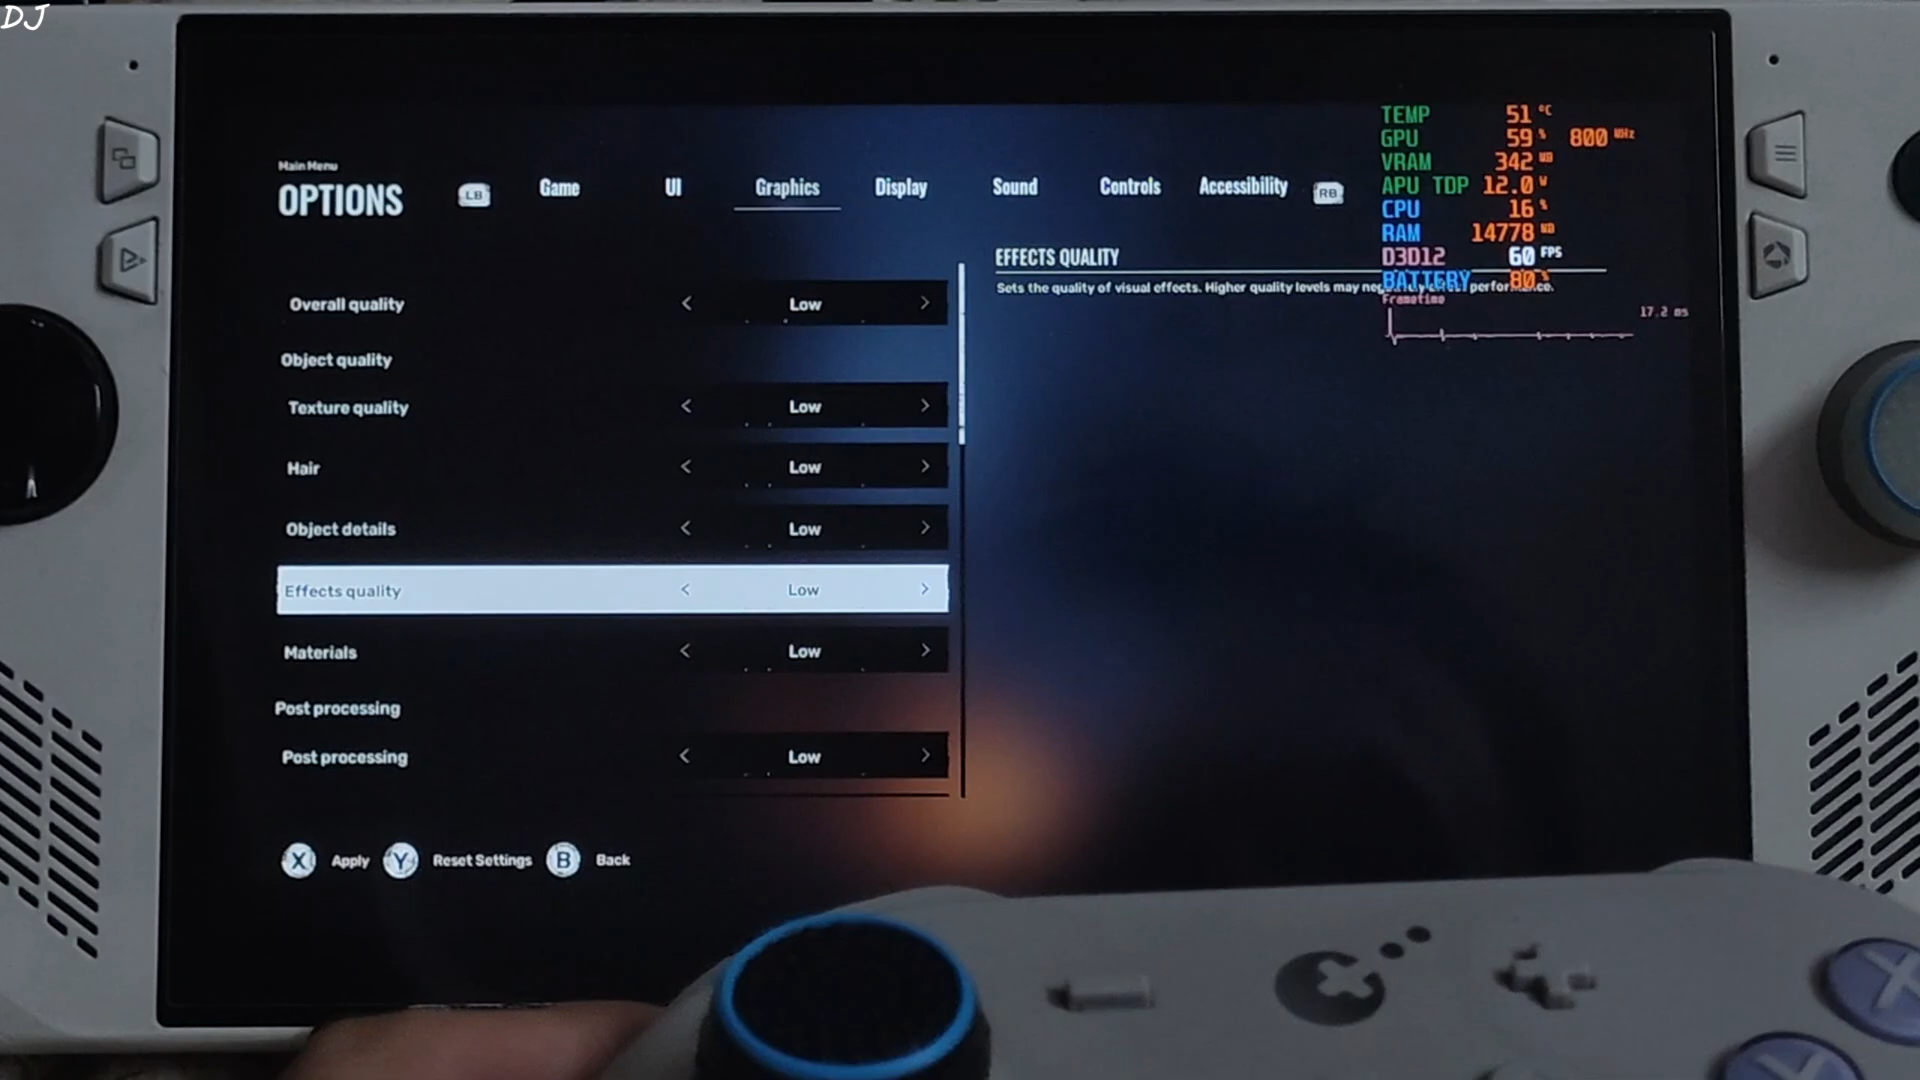 DJ
Main Menu
OPTIONS
LB
Game
UI
Graphics
Display
Sound
Controls
Accessibility
RB
TEMP 51 °C
GPU 59 % 800 MHz
VRAM 342 MB
APU TDP 12.0 W
CPU 16 %
RAM 14778 MB
D3D12 60 FPS
BATTERY 80 %
Frametime
17.2 ms
EFFECTS QUALITY
Sets the quality of visual effects. Higher quality levels may
Overall quality < Low >
Object quality
Texture quality < Low >
Hair < Low >
Object details < Low >
Effects quality < Low >
Materials < Low >
Post processing
Post processing < Low >
X Apply Y Reset Settings B Back
X
Y